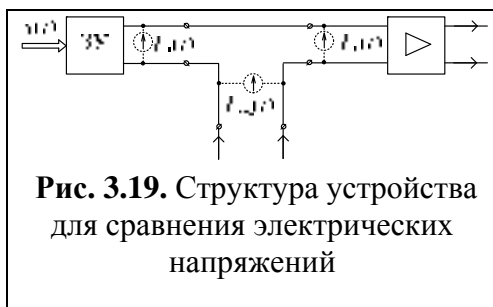 Рис. 3.19. Структура устройства
для сравнения электрических
напряжений